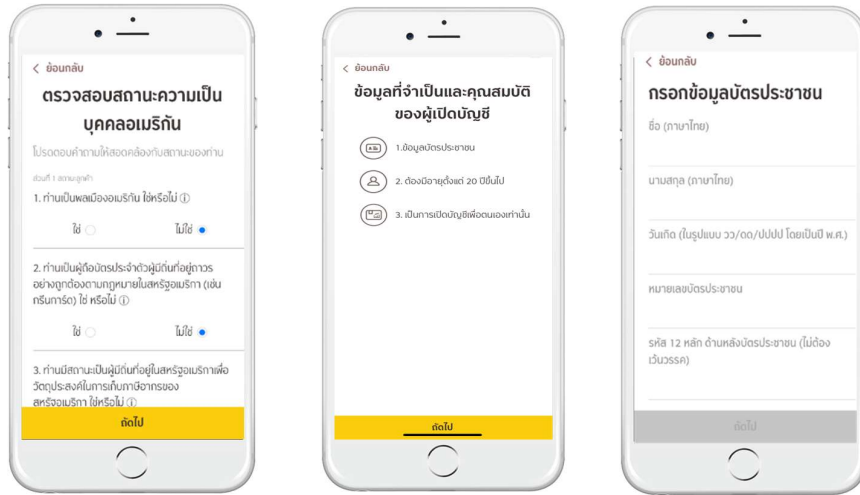 < ย้อนกลับ
ตรวจสอบสถานะความเป็น
บุคคลอเมริกัน
โปรดตอบคำถามให้สอดคล้องกับสถานะของท่าน
ส่วนที่ 1 สถานะลูกค้า
1. ท่านเป็นพลเมืองอเมริกัน ใช่หรือไม่ ⓘ
ใช่ ไม่ใช่
2. ท่านเป็นผู้ถือบัตรประจำตัวผู้มีถิ่นที่อยู่ถาวร
อย่างถูกต้องตามกฎหมายในสหรัฐอเมริกา (เช่น
กรีนการ์ด) ใช่ หรือไม่ ⓘ
ใช่ ไม่ใช่
3. ท่านมีสถานะเป็นผู้มีถิ่นที่อยู่ในสหรัฐอเมริกาเพื่อ
วัตถุประสงค์ในการเก็บภาษีอากรของ
สหรัฐอเมริกา ใช่หรือไม่ ⓘ
ถัดไป
< ย้อนกลับ
ข้อมูลที่จำเป็นและคุณสมบัติ
ของผู้เปิดบัญชี
1.ข้อมูลบัตรประชาชน
2. ต้องมีอายุตั้งแต่ 20 ปีขึ้นไป
3. เป็นการเปิดบัญชีเพื่อตนเองเท่านั้น
ถัดไป
< ย้อนกลับ
กรอกข้อมูลบัตรประชาชน
ชื่อ (ภาษาไทย)
นามสกุล (ภาษาไทย)
วันเกิด (ในรูปแบบ วว/ดด/ปปปป โดยเป็นปี พ.ศ.)
หมายเลขบัตรประชาชน
รหัส 12 หลัก ด้านหลังบัตรประชาชน (ไม่ต้อง
เว้นวรรค)
ถัดไป